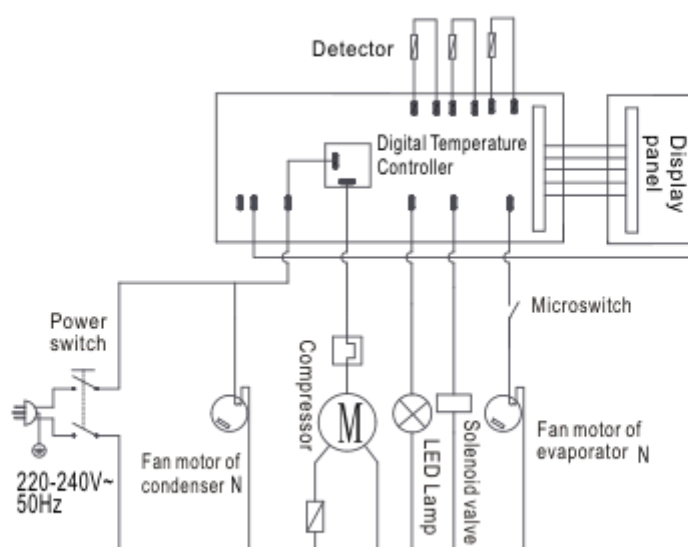 Detector
Digital Temperature
Controller
Display
panel
Microswitch
Power
switch
Compressor
M
LED Lamp
Solenoid valve
Fan motor of
condenser N
Fan motor of
evaporator N
220-240V~
50Hz